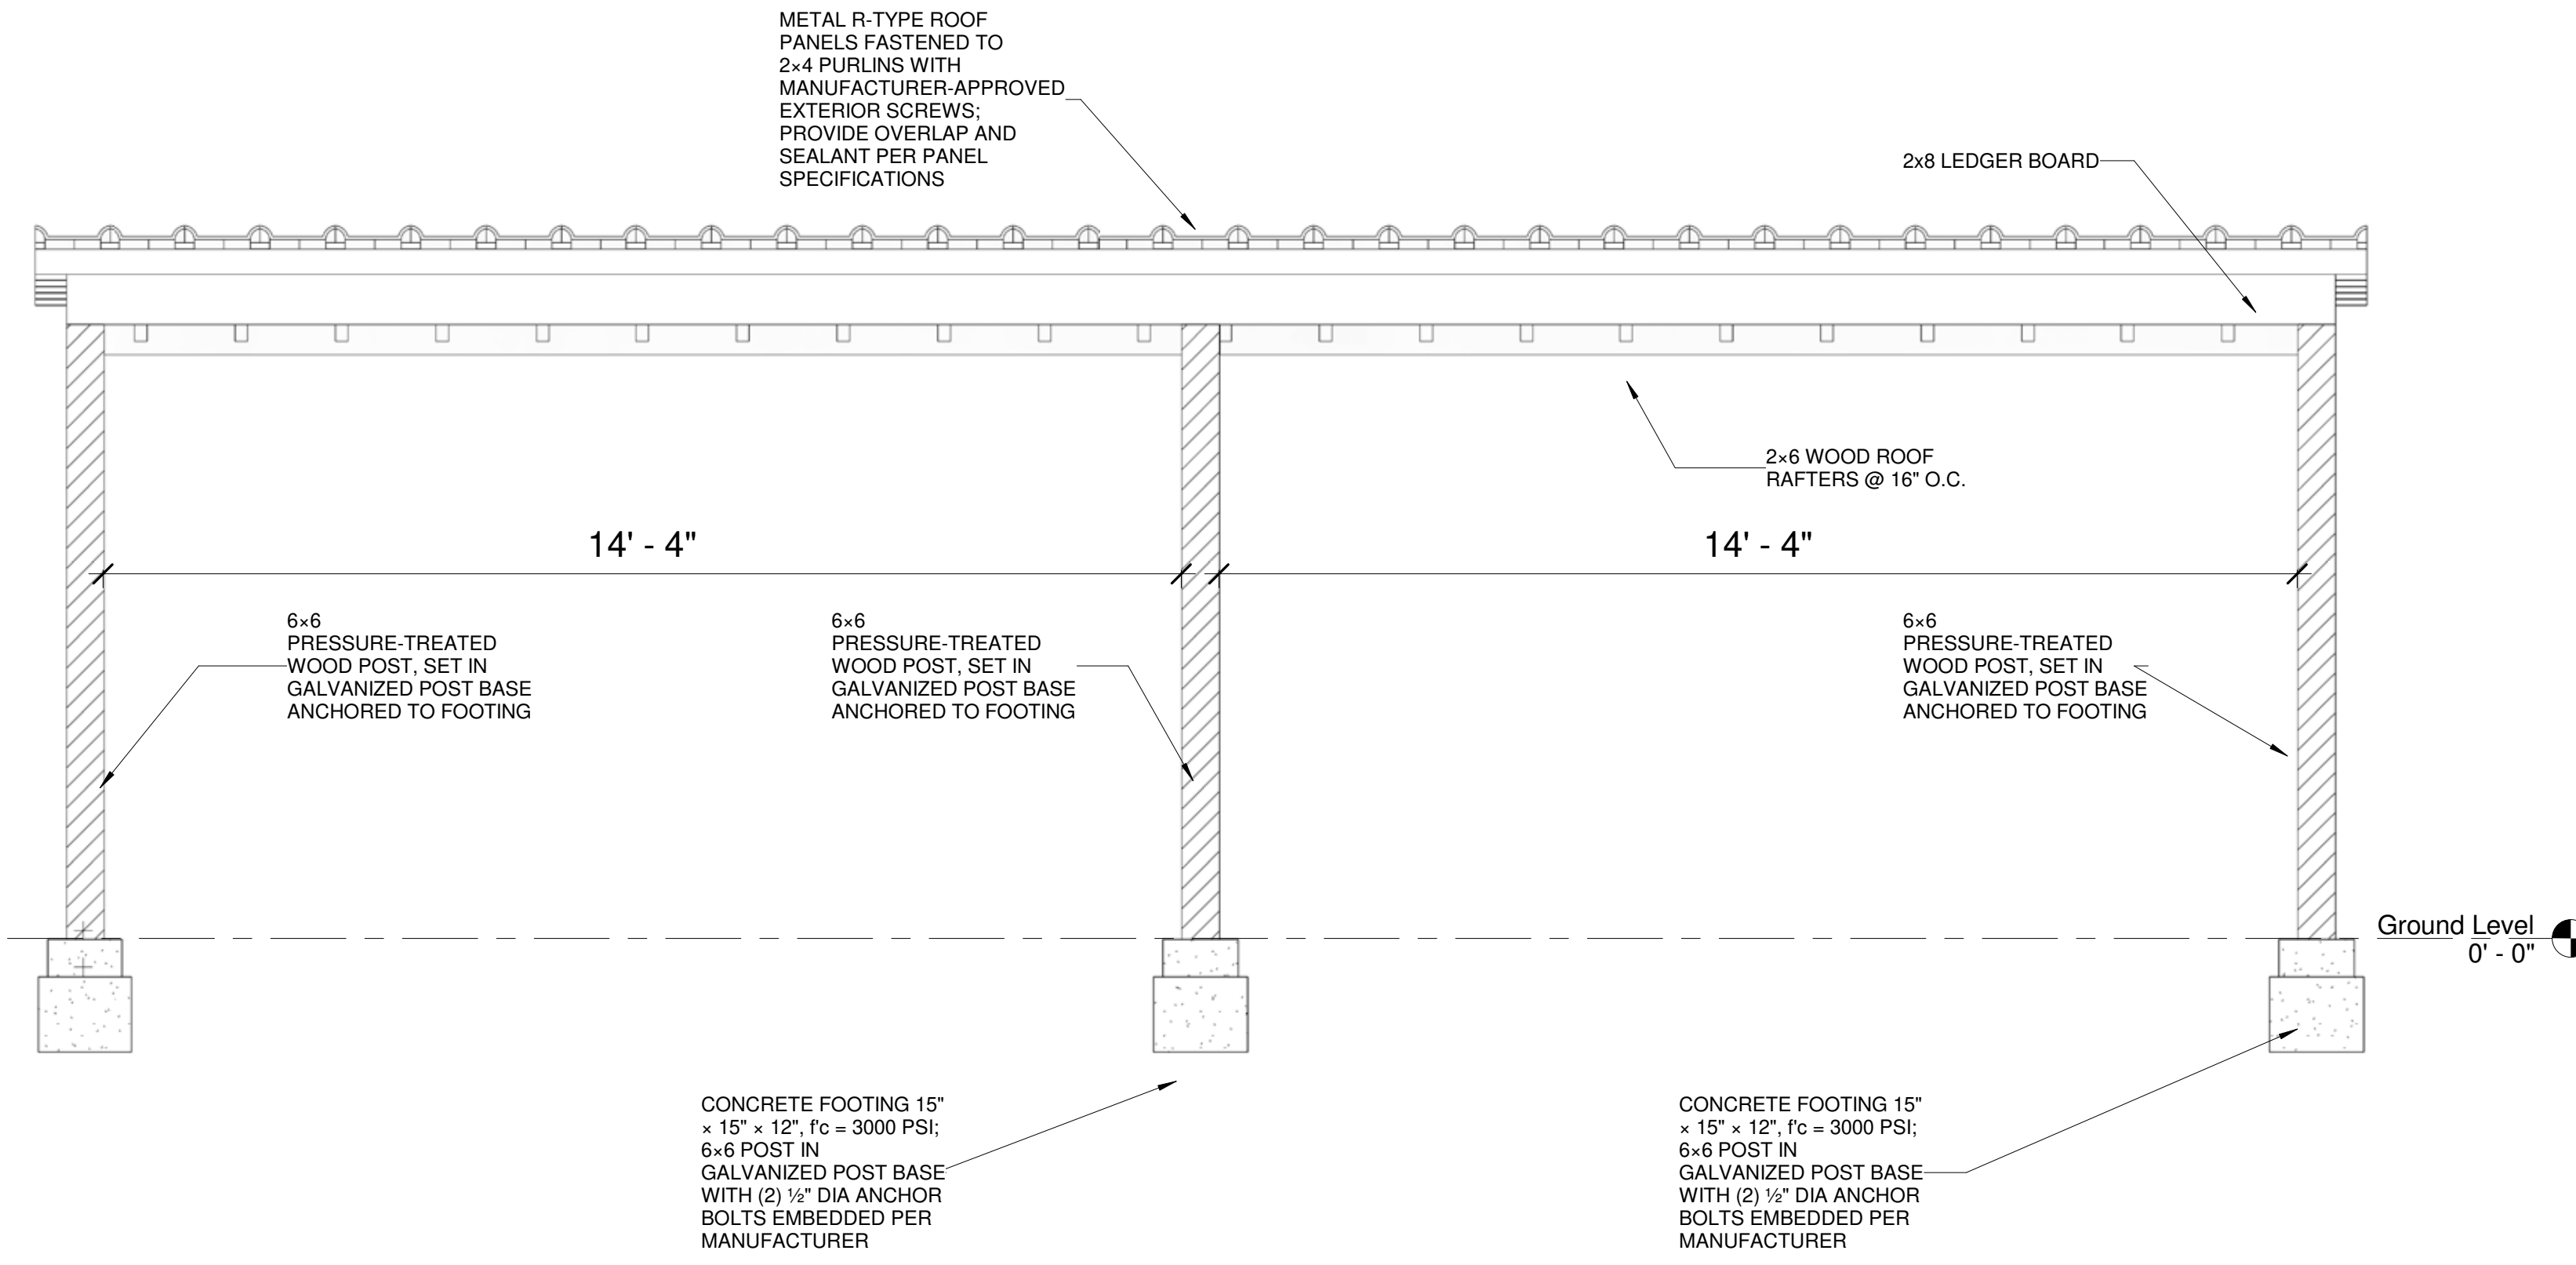 METAL R-TYPE ROOF
PANELS FASTENED TO
2×4 PURLINS WITH
MANUFACTURER-APPROVED
EXTERIOR SCREWS;
PROVIDE OVERLAP AND
SEALANT PER PANEL
SPECIFICATIONS
2x8 LEDGER BOARD
2×6 WOOD ROOF
RAFTERS @ 16" O.C.
14' - 4"
14' - 4"
6×6
PRESSURE-TREATED
WOOD POST, SET IN
GALVANIZED POST BASE
ANCHORED TO FOOTING
6×6
PRESSURE-TREATED
WOOD POST, SET IN
GALVANIZED POST BASE
ANCHORED TO FOOTING
6×6
PRESSURE-TREATED
WOOD POST, SET IN
GALVANIZED POST BASE
ANCHORED TO FOOTING
Ground Level
0' - 0"
CONCRETE FOOTING 15"
× 15" × 12", f'c = 3000 PSI;
6×6 POST IN
GALVANIZED POST BASE
WITH (2) ½" DIA ANCHOR
BOLTS EMBEDDED PER
MANUFACTURER
CONCRETE FOOTING 15"
× 15" × 12", f'c = 3000 PSI;
6×6 POST IN
GALVANIZED POST BASE
WITH (2) ½" DIA ANCHOR
BOLTS EMBEDDED PER
MANUFACTURER